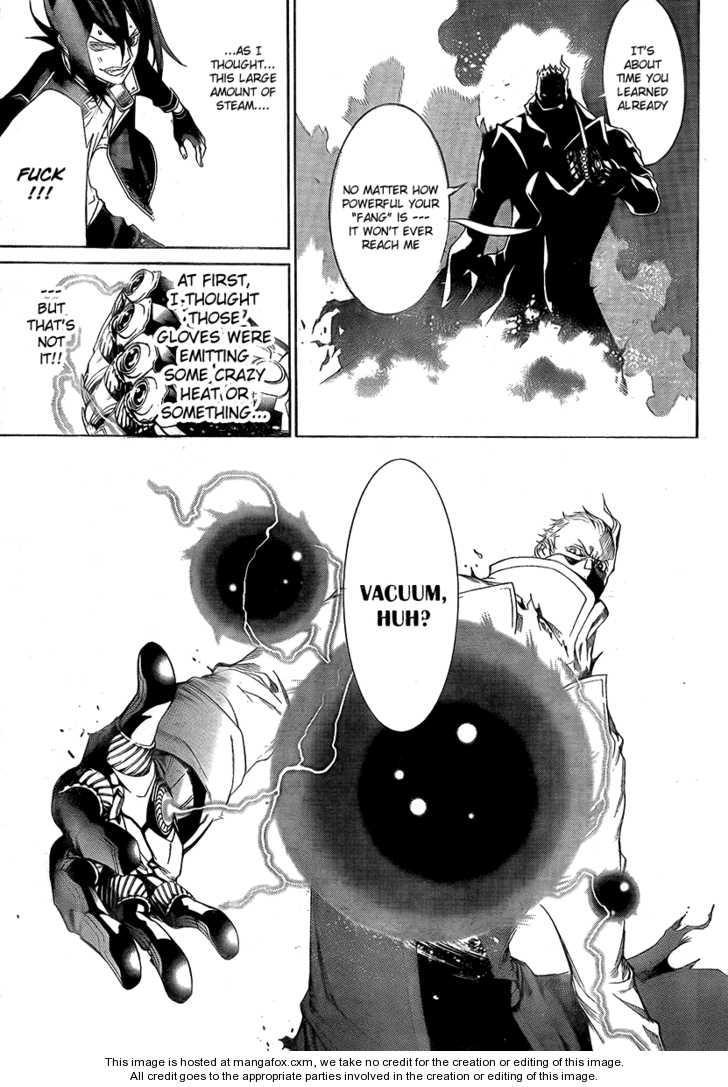 IT'S
ABOUT
TIME YOU
LEARNED
ALREADY
NO MATTER HOW
POWERFUL YOUR
"FANG" IS ---
IT WON'T EVER
REACH ME
...AS I
THOUGHT...
THIS LARGE
AMOUNT OF
STEAM....
FUCK
!!!
AT FIRST,
I THOUGHT
THOSE
GLOVES WERE
EMITTING
SOME CRAZY
HEAT OR
SOMETHING...
---
BUT
THAT'S
NOT
IT!!
VACUUM,
HUH?
This image is hosted at mangafox.cxm, we take no credit for the creation or editing of this image.
All credit goes to the appropriate parties involved in the creation or editing of this image.